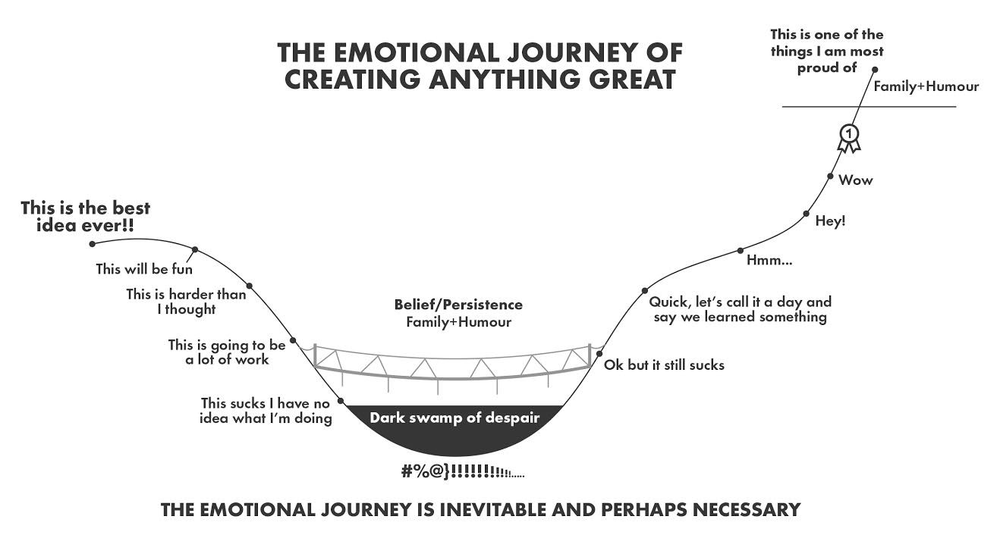 THE EMOTIONAL JOURNEY OF
CREATING ANYTHING GREAT
This is the best
idea ever!!
This will be fun
This is harder than
I thought
This is going to be
a lot of work
This sucks I have no
idea what I’m doing
Belief/Persistence
Family+Humour
Dark swamp of despair
#%@}!!!!!!!!!!!!.....
Ok but it still sucks
Quick, let’s call it a day and
say we learned something
Hmm...
Hey!
Wow
1
This is one of the
things I am most
proud of
Family+Humour
THE EMOTIONAL JOURNEY IS INEVITABLE AND PERHAPS NECESSARY